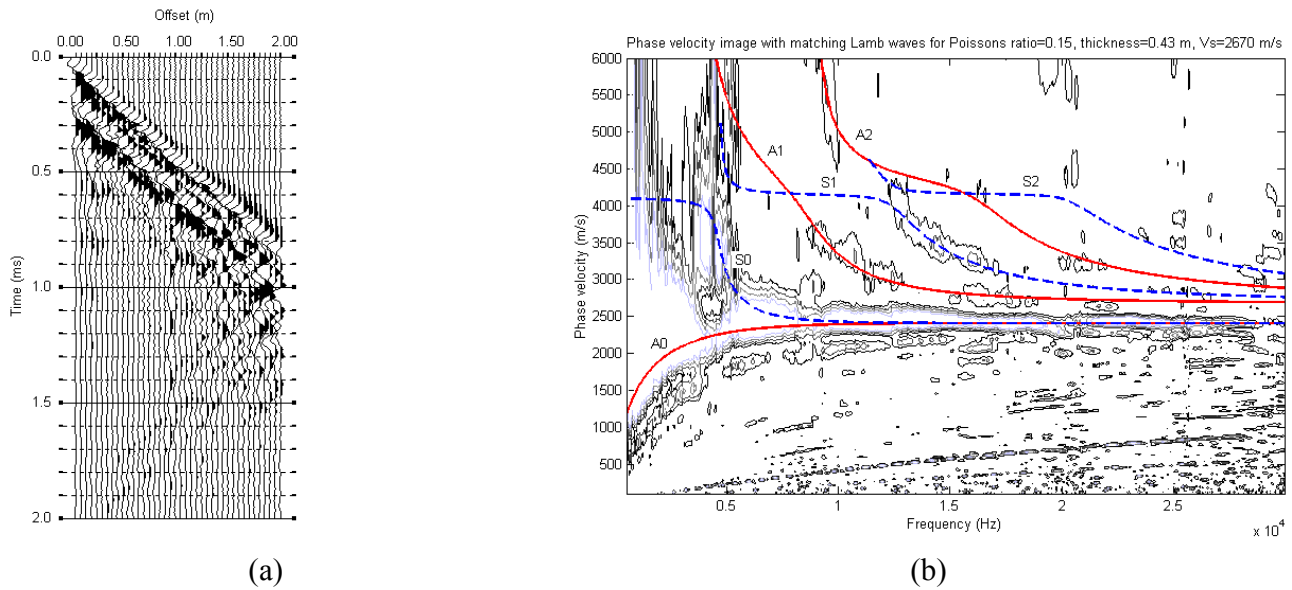 Offset (m)
0.00 0.50 1.00 1.50 2.00
0.0
0.5
1.0
1.5
2.0
Time (ms)
(a)
Phase velocity image with matching Lamb waves for Poissons ratio=0.15, thickness=0.43 m, Vs=2670 m/s
6000
5500
5000
4500
4000
3500
3000
2500
2000
1500
1000
500
Phase velocity (m/s)
A1
A2
S1
S2
S0
A0
0.5 1 1.5 2 2.5 3
Frequency (Hz)
x 10⁴
(b)